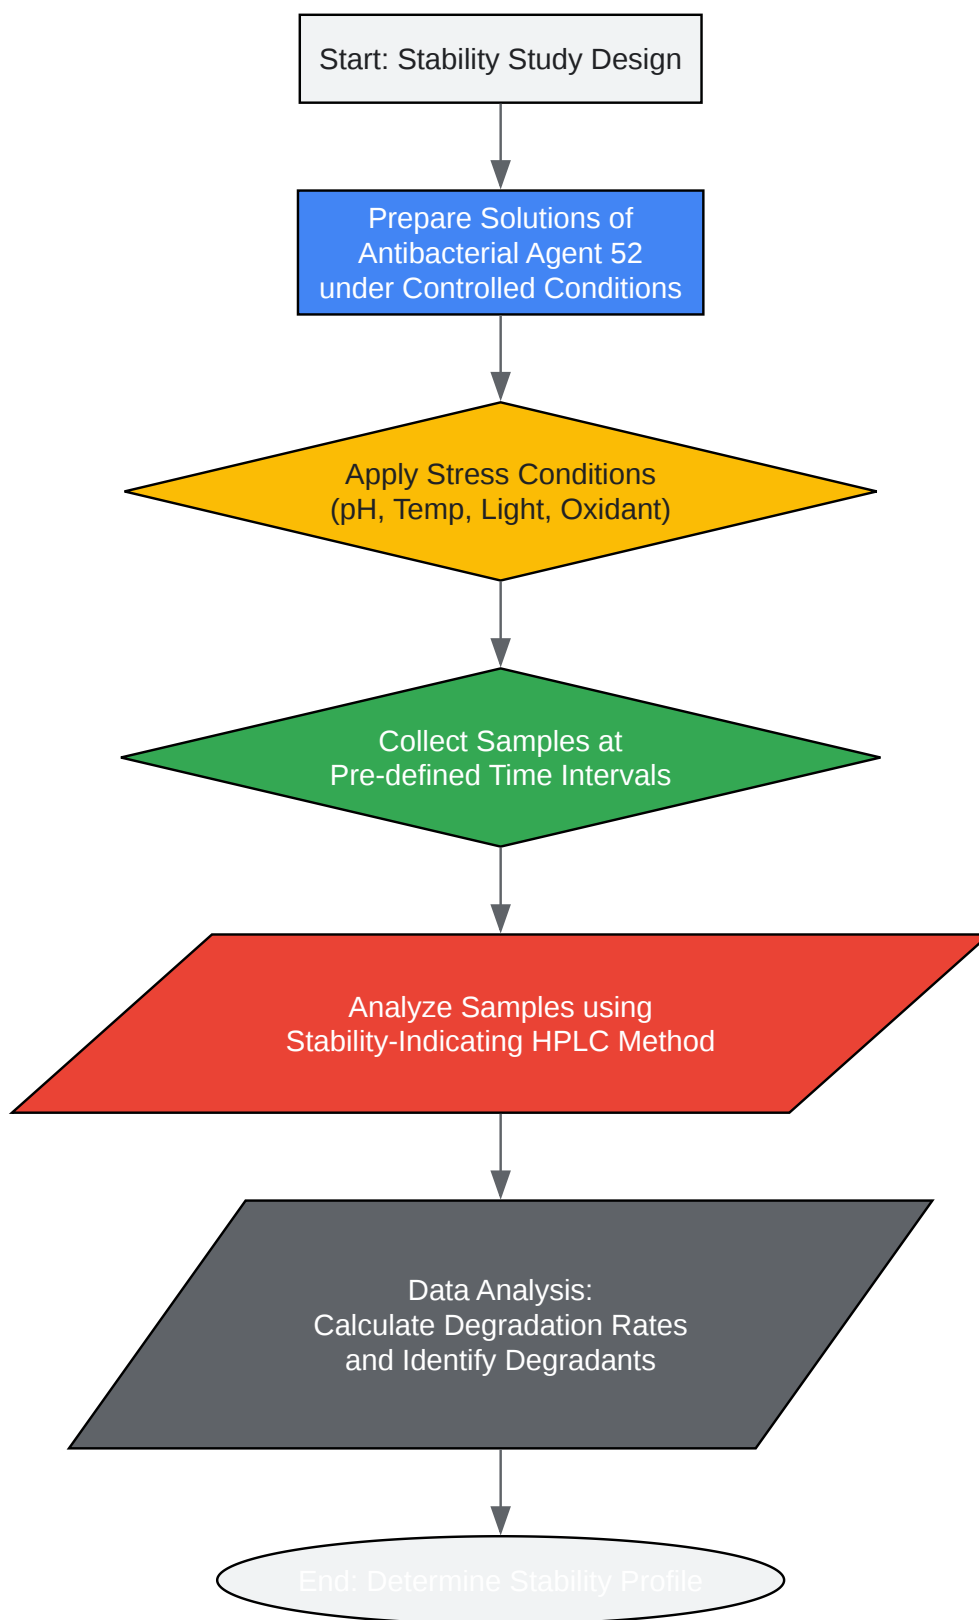 Start: Stability Study Design
Prepare Solutions of
Antibacterial Agent 52
under Controlled Conditions
Apply Stress Conditions
(pH, Temp, Light, Oxidant)
Collect Samples at
Pre-defined Time Intervals
Analyze Samples using
Stability-Indicating HPLC Method
Data Analysis:
Calculate Degradation Rates
and Identify Degradants
End: Determine Stability Profile